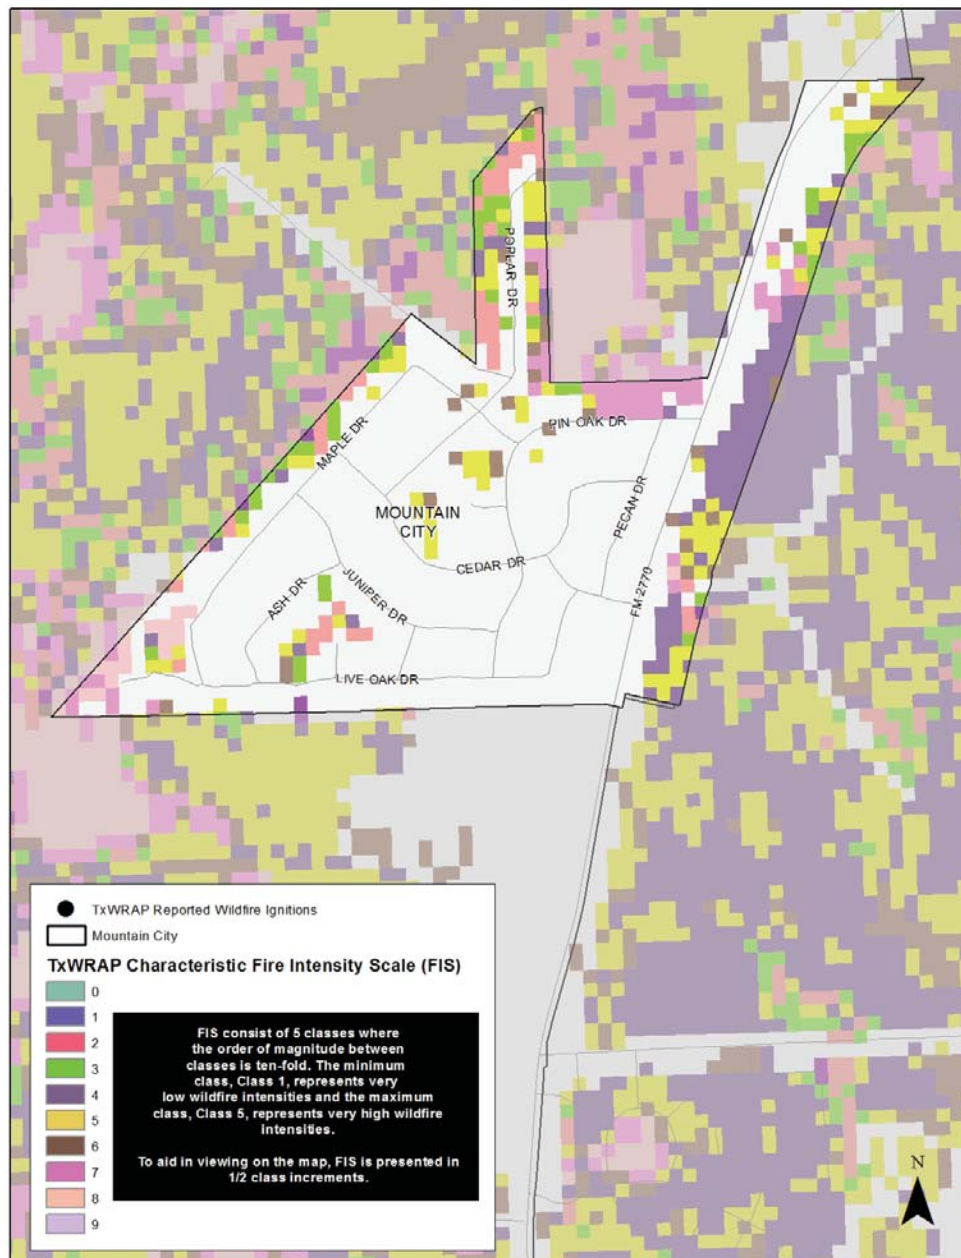 POPLAR DR
MAPLE DR
PIN OAK DR
MOUNTAIN
CITY
PECAN DR
CEDAR DR
FM 2770
ASH DR
JUNIPER DR
LIVE OAK DR
TxWRAP Reported Wildfire Ignitions
Mountain City
TxWRAP Characteristic Fire Intensity Scale (FIS)
0
1
2
3
4
5
6
7
8
9
FIS consist of 5 classes where
the order of magnitude between
classes is ten-fold. The minimum
class, Class 1, represents very
low wildfire intensities and the maximum
class, Class 5, represents very high wildfire
intensities.
To aid in viewing on the map, FIS is presented in
1/2 class increments.
N